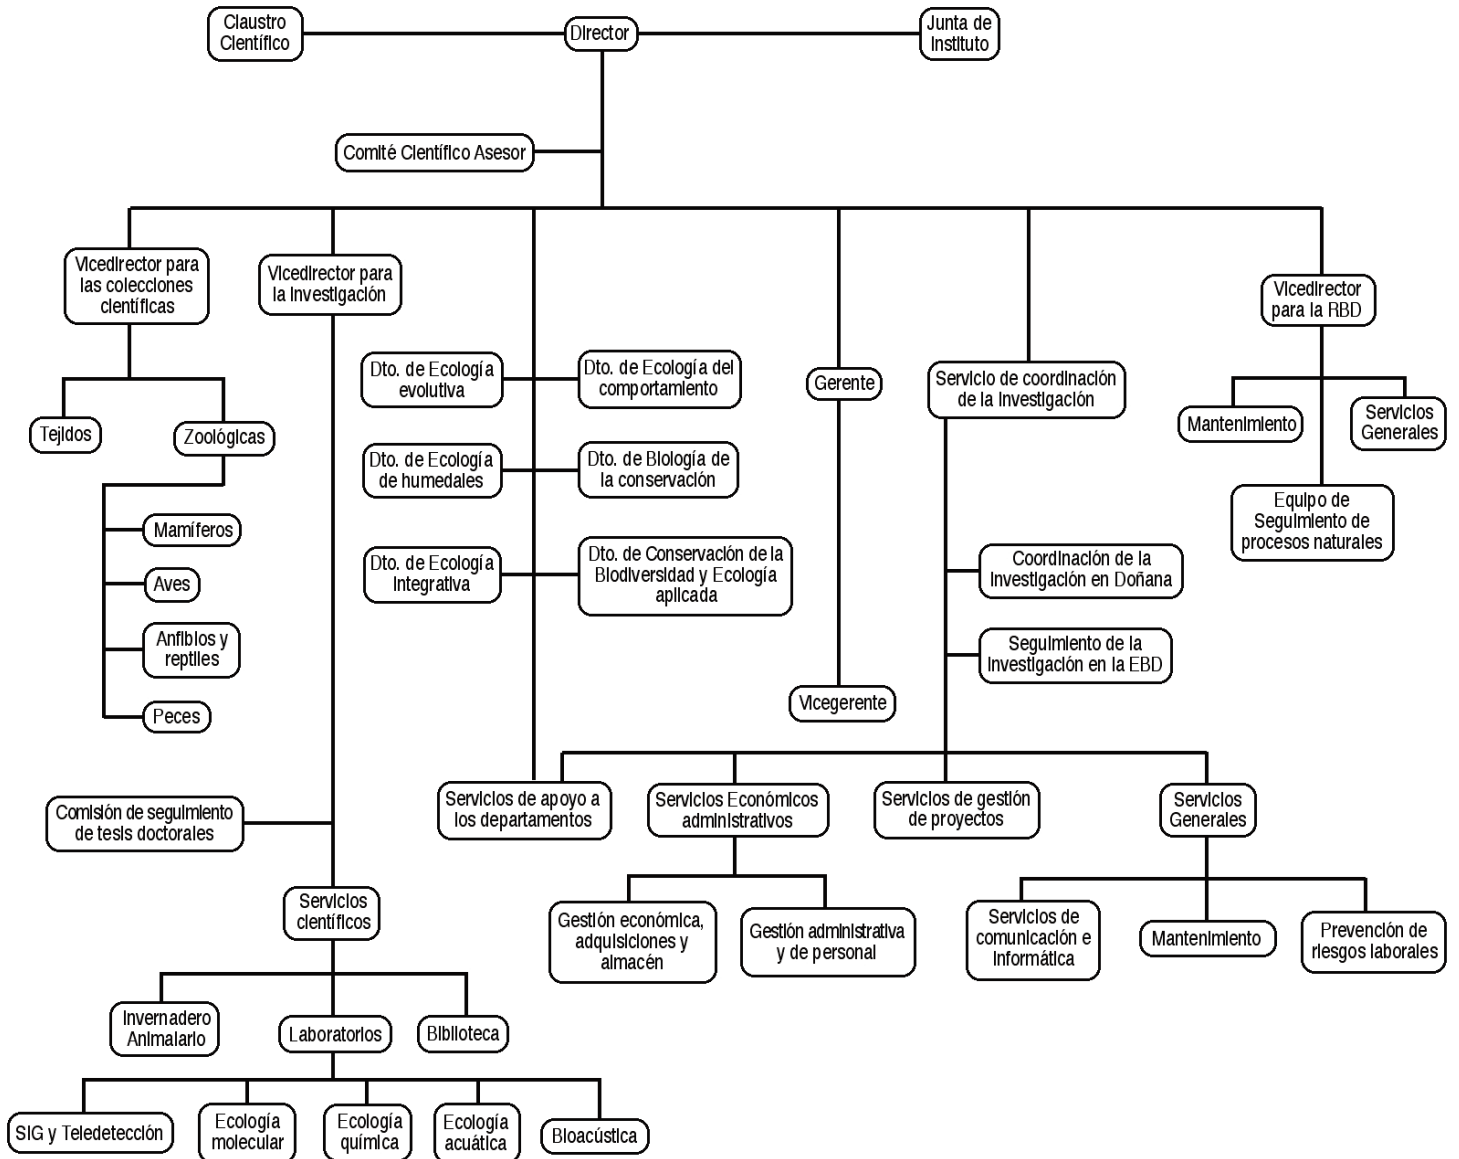 Claustro
Científico
Director
Junta de
Instituto
Comité Científico Asesor
Vicedirector para
las colecciones
científicas
Vicedirector para
la Investigación
Vicedirector
para la RBD
Dto. de Ecología
evolutiva
Dto. de Ecología del
comportamiento
Gerente
Servicio de coordinación
de la Investigación
Mantenimiento
Servicios
Generales
Tejidos
Zoológicas
Dto. de Ecología
de humedales
Dto. de Biología de
la conservación
Equipo de
Seguimiento de
procesos naturales
Mamíferos
Aves
Anfibios y
reptiles
Peces
Dto. de Ecología
Integrativa
Dto. de Conservación de la
Biodiversidad y Ecología
aplicada
Coordinación de la
Investigación en Doñana
Seguimiento de la
Investigación en la EBD
Vicegerente
Comisión de seguimiento
de tesis doctorales
Servicios de apoyo a
los departamentos
Servicios Económicos
administrativos
Servicios de gestión
de proyectos
Servicios
Generales
Servicios
científicos
Gestión económica,
adquisiciones y
almacén
Gestión administrativa
y de personal
Servicios de
comunicación e
Informática
Mantenimiento
Prevención de
riesgos laborales
Invernadero
Animalario
Laboratorios
Biblioteca
SIG y Teledetección
Ecología
molecular
Ecología
química
Ecología
acuática
Bioacústica